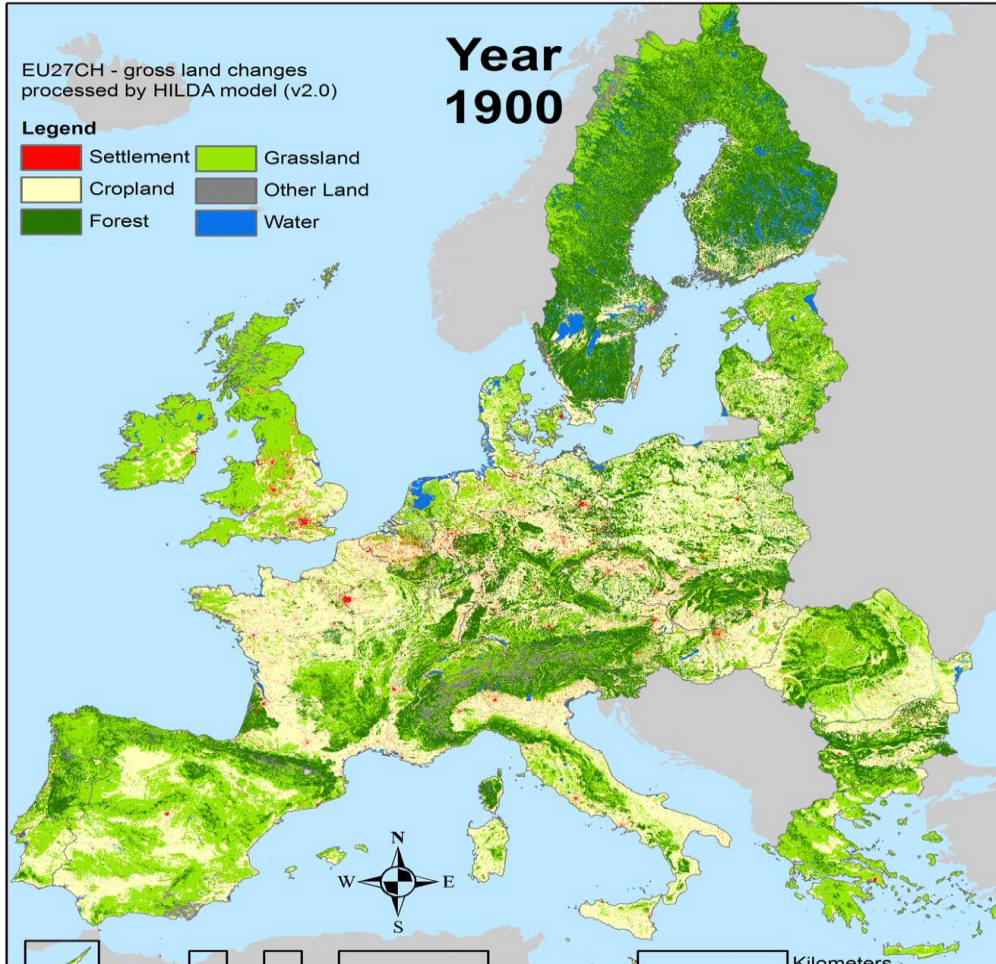 Year
1900
EU27CH - gross land changes
processed by HILDA model (v2.0)
Legend
Settlement
Grassland
Cropland
Other Land
Forest
Water
N
W
E
S
Kilometers